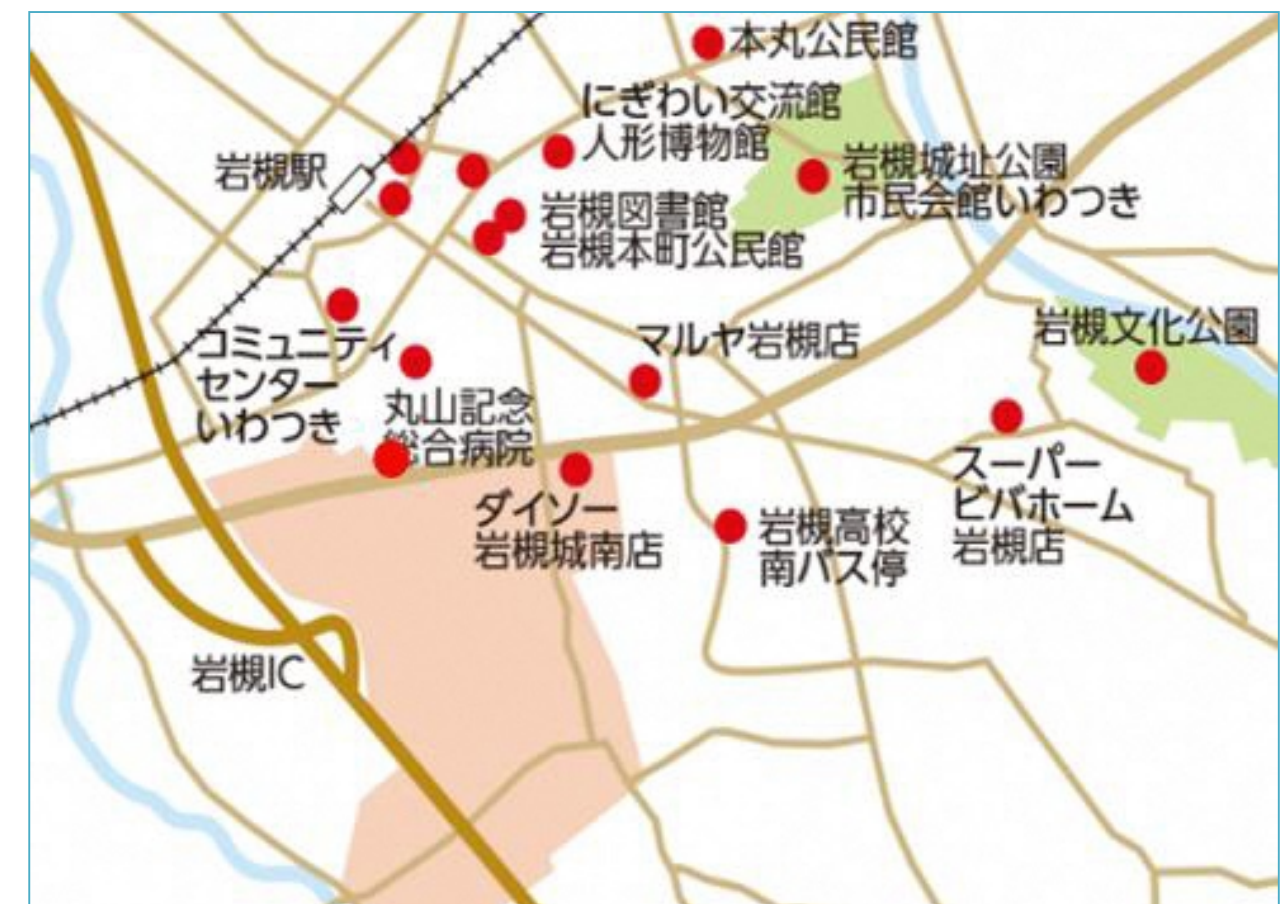 本丸公民館
にぎわい交流館
人形博物館
岩槻駅
岩槻城址公園
市民会館いわつき
岩槻図書館
岩槻本町公民館
岩槻文化公園
マルヤ岩槻店
コミュニティ
センター
いわつき
丸山記念
総合病院
スーパー
ビバホーム
岩槻店
ダイソー
岩槻城南店
岩槻高校
南バス停
岩槻IC